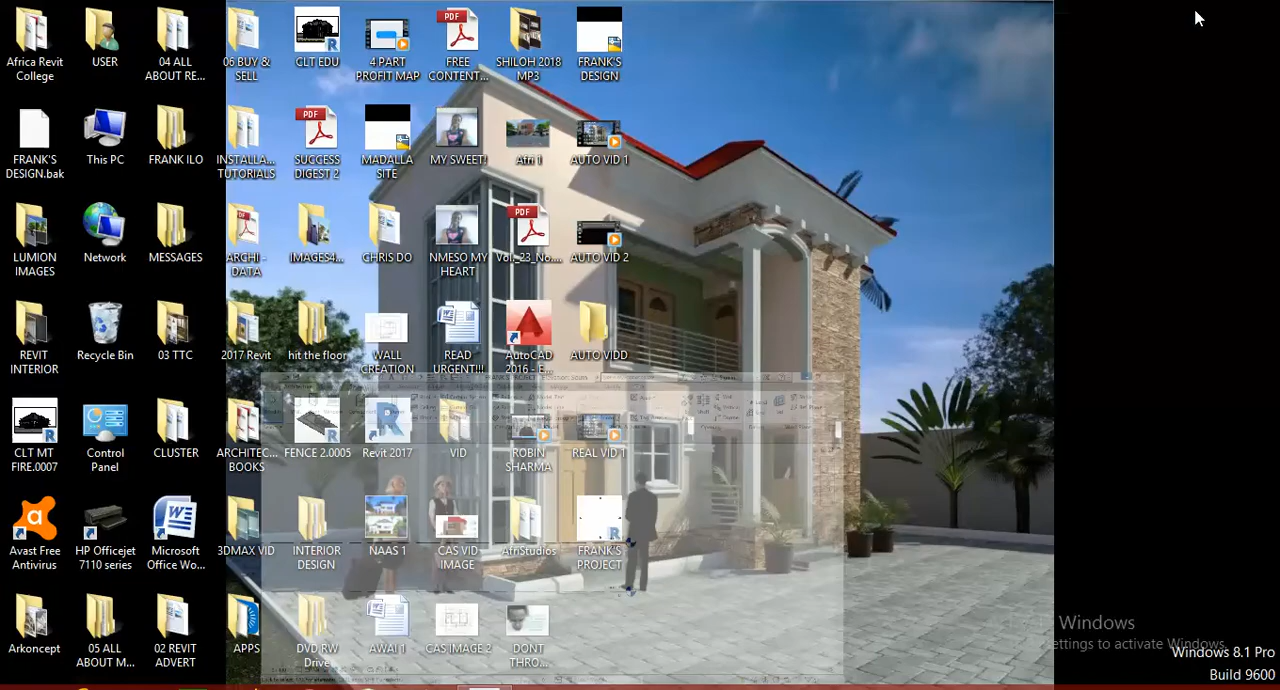 Africa Revit
College
USER
04 ALL
ABOUT RE...
06 BUY &
SELL
CLT EDU
4 PART
PROFIT MAP
FREE
CONTENT...
SHILOH 2018
MP3
FRANK'S
DESIGN
FRANK'S
DESIGN.bak
This PC
FRANK ILO
INSTALLA...
TUTORIALS
SUCCESS
DIGEST 2
MADALLA
SITE
MY SWEET!
Afri 1
AUTO VID 1
LUMION
IMAGES
Network
MESSAGES
ARCHI -
DATA
IMAGES4...
CHRIS DO
NMESO MY
HEART
Vol._23_No....
AUTO VID 2
REVIT
INTERIOR
Recycle Bin
03 TTC
2017 Revit
hit the floor
WALL
CREATION
READ
URGENT!!!
AutoCAD
2016 - E...
AUTO VIDD
CLT MT
FIRE.0007
Control
Panel
CLUSTER
ARCHITEC...
BOOKS
FENCE 2.0005
Revit 2017
VID
ROBIN
SHARMA
REAL VID 1
Avast Free
Antivirus
HP Officejet
7110 series
Microsoft
Office Wo...
3DMAX VID
INTERIOR
DESIGN
NAAS 1
CAS VID
IMAGE
AfriStudios
FRANK'S
PROJECT
Arkoncept
05 ALL
ABOUT M...
02 REVIT
ADVERT
APPS
DVD RW
Drive
AWAI 1
CAS IMAGE 2
DONT
THRO...
Windows
ettings to activate Windows.
Windows 8.1 Pro
Build 9600